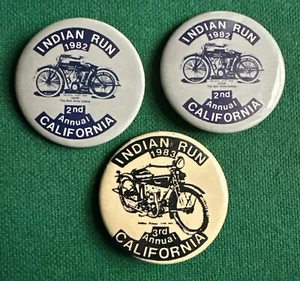 INDIAN RUN
1982
2nd
Annual
CALIFORNIA
INDIAN RUN
1982
2nd
Annual
CALIFORNIA
INDIAN RUN
1983
3rd
Annual
CALIFORNIA